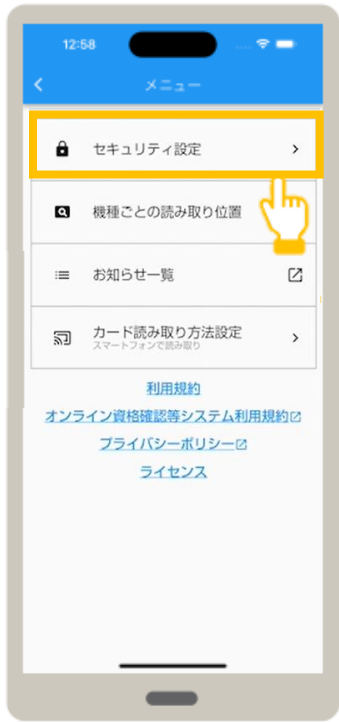 12:58
メニュー
セキュリティ設定
機種ごとの読み取り位置
お知らせ一覧
カード読み取り方法設定
スマートフォンで読み取り
利用規約
オンライン資格確認等システム利用規約
プライバシーポリシー
ライセンス